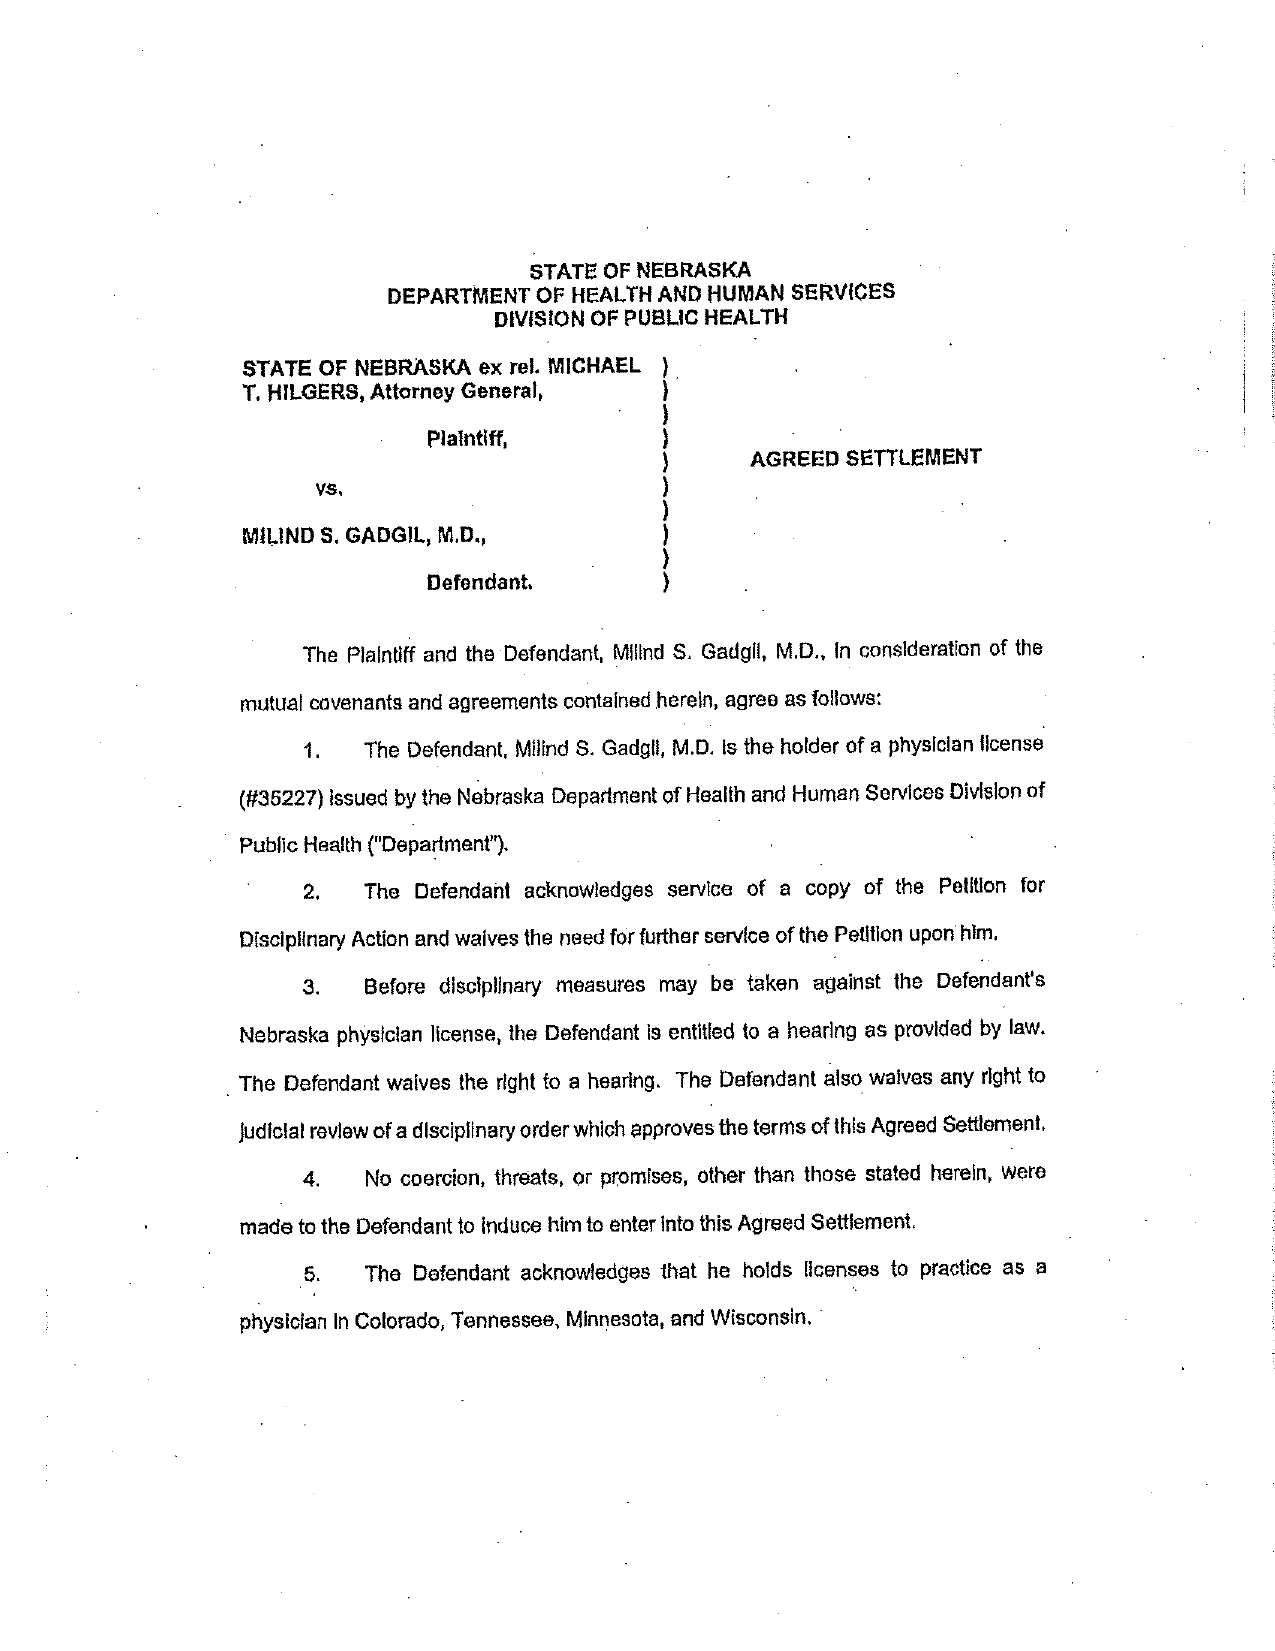 STATE OF NEBRASKA
DEPARTMENT OF HEALTH AND HUMAN SERVICES
DIVISION OF PUBLIC HEALTH
STATE OF NEBRASKA ex rel. MICHAEL )
T. HILGERS, Attorney General, )
)
Plaintiff, )
) AGREED SETTLEMENT
vs. )
)
MILIND S. GADGIL, M.D., )
)
Defendant. )
The Plaintiff and the Defendant, Milind S. Gadgil, M.D., in consideration of the
mutual covenants and agreements contained herein, agree as follows:
1. The Defendant, Milind S. Gadgil, M.D. is the holder of a physician license
(#35227) issued by the Nebraska Department of Health and Human Services Division of
Public Health ("Department").
2. The Defendant acknowledges service of a copy of the Petition for
Disciplinary Action and waives the need for further service of the Petition upon him.
3. Before disciplinary measures may be taken against the Defendant's
Nebraska physician license, the Defendant is entitled to a hearing as provided by law.
The Defendant waives the right to a hearing. The Defendant also waives any right to
judicial review of a disciplinary order which approves the terms of this Agreed Settlement.
4. No coercion, threats, or promises, other than those stated herein, were
made to the Defendant to induce him to enter into this Agreed Settlement.
5. The Defendant acknowledges that he holds licenses to practice as a
physician in Colorado, Tennessee, Minnesota, and Wisconsin.